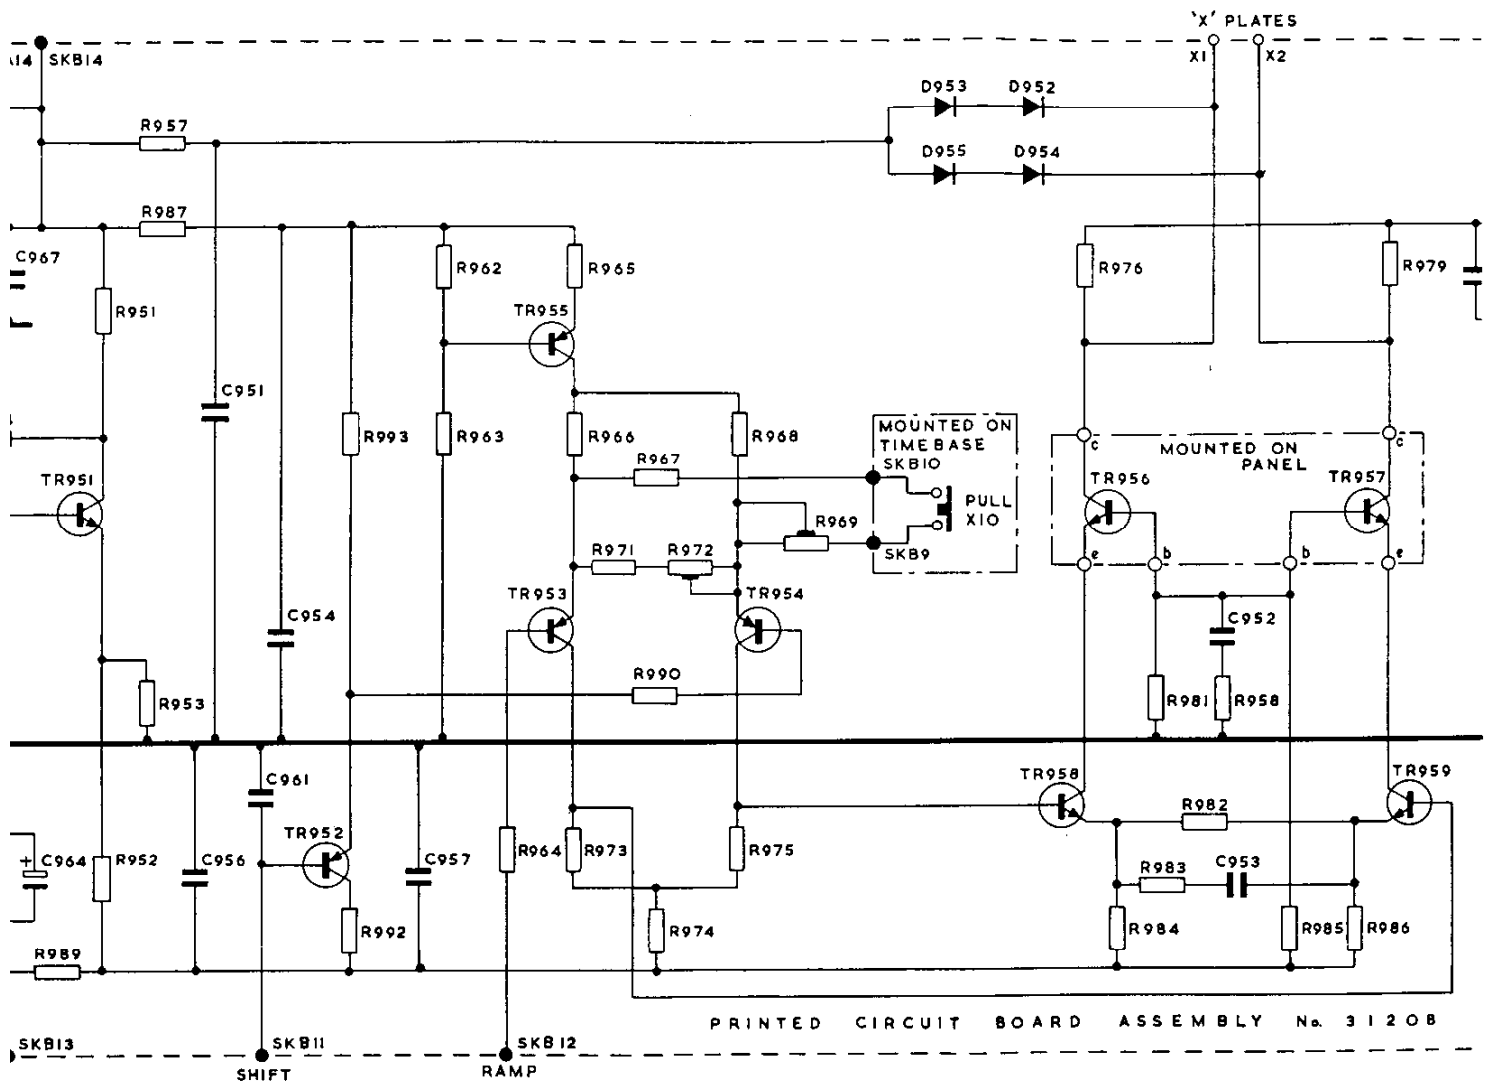 'X' PLATES
SKB14
X1
X2
D953
D952
R957
D955
D954
R987
C967
R962
R965
R976
R979
R951
TR955
C951
R993
R963
R966
R968
MOUNTED ON
TIMEBASE
SKB10
MOUNTED ON
PANEL
c
c
R967
TR951
TR956
TR957
PULL
X10
R969
R971
R972
SKB9
e
b
b
e
TR953
TR954
C954
C952
R990
R953
R981
R958
C961
TR958
TR959
R982
TR952
C964
+
R952
C956
C957
R964
R973
R975
R983
C953
R992
R974
R984
R985
R986
R989
PRINTED CIRCUIT BOARD ASSEMBLY No. 31208
SKB13
SKB11
SKB12
SHIFT
RAMP